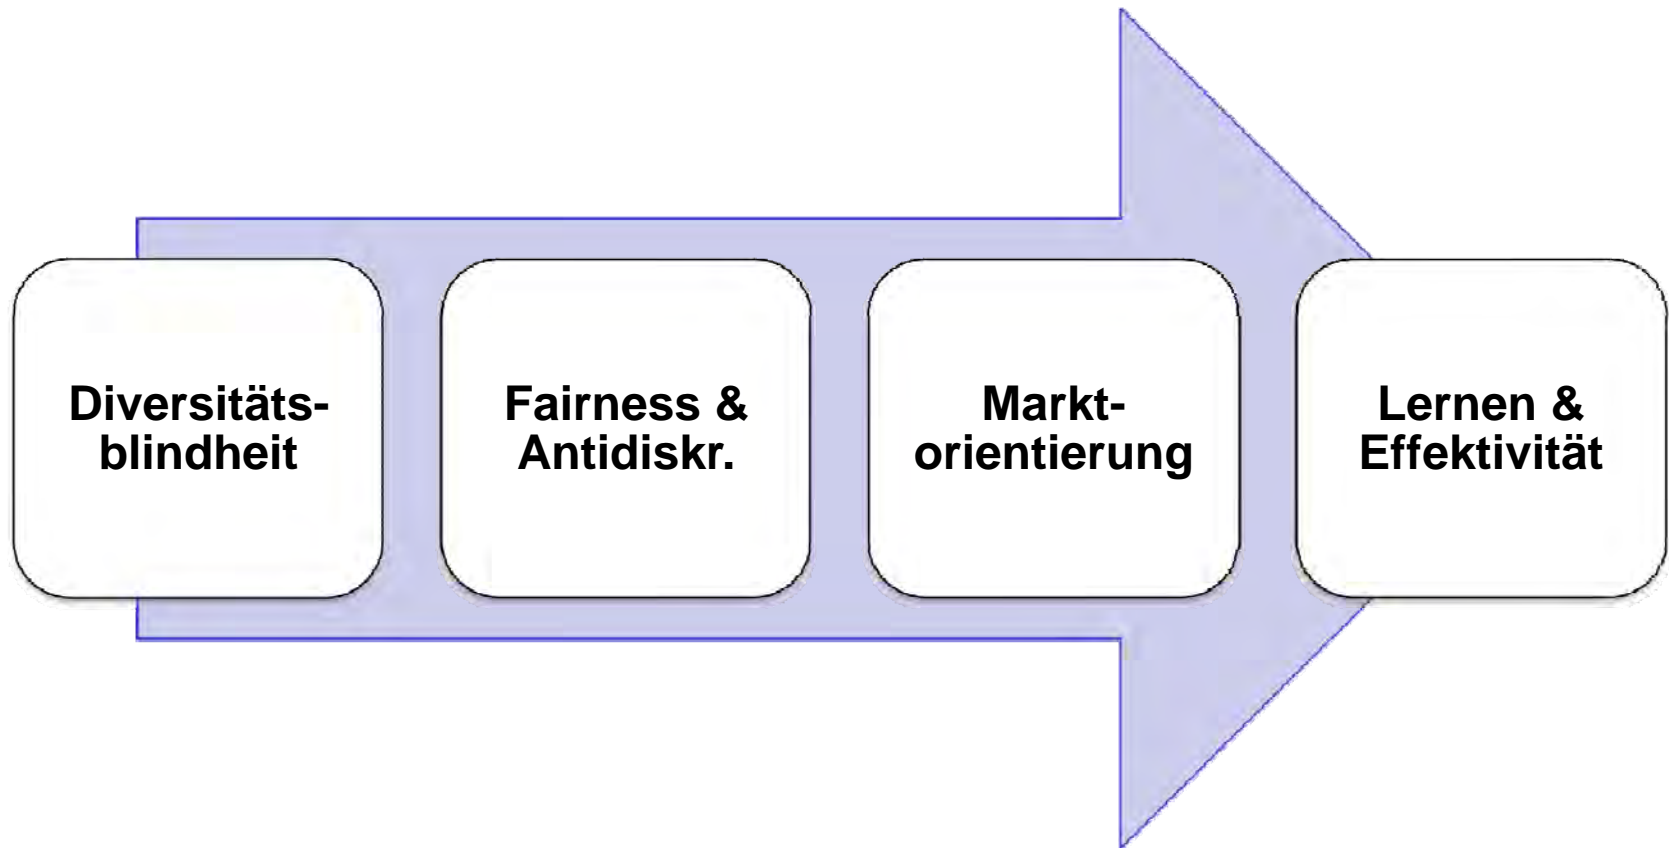 Diversitäts-
blindheit
Fairness &
Antidiskr.
Markt-
orientierung
Lernen &
Effektivität